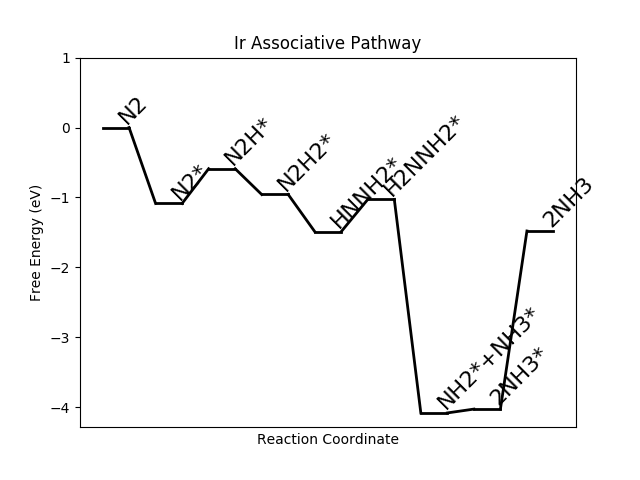 Ir Associative Pathway
Free Energy (eV)
1
0
−1
−2
−3
−4
N2
N2*
N2H*
N2H2*
HNNH2*
H2NNH2*
NH2*+NH3*
2NH3*
2NH3
Reaction Coordinate